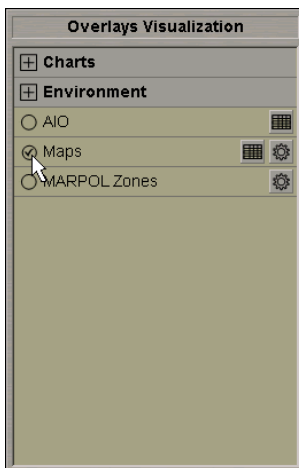 Overlays Visualization
Charts
Environment
AIO
Maps
MARPOL Zones